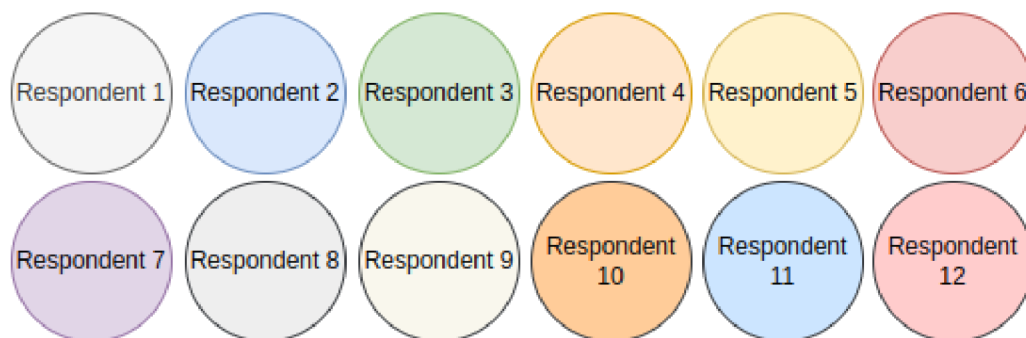 Respondent 1
Respondent 2
Respondent 3
Respondent 4
Respondent 5
Respondent 6
Respondent 7
Respondent 8
Respondent 9
Respondent
10
Respondent
11
Respondent
12